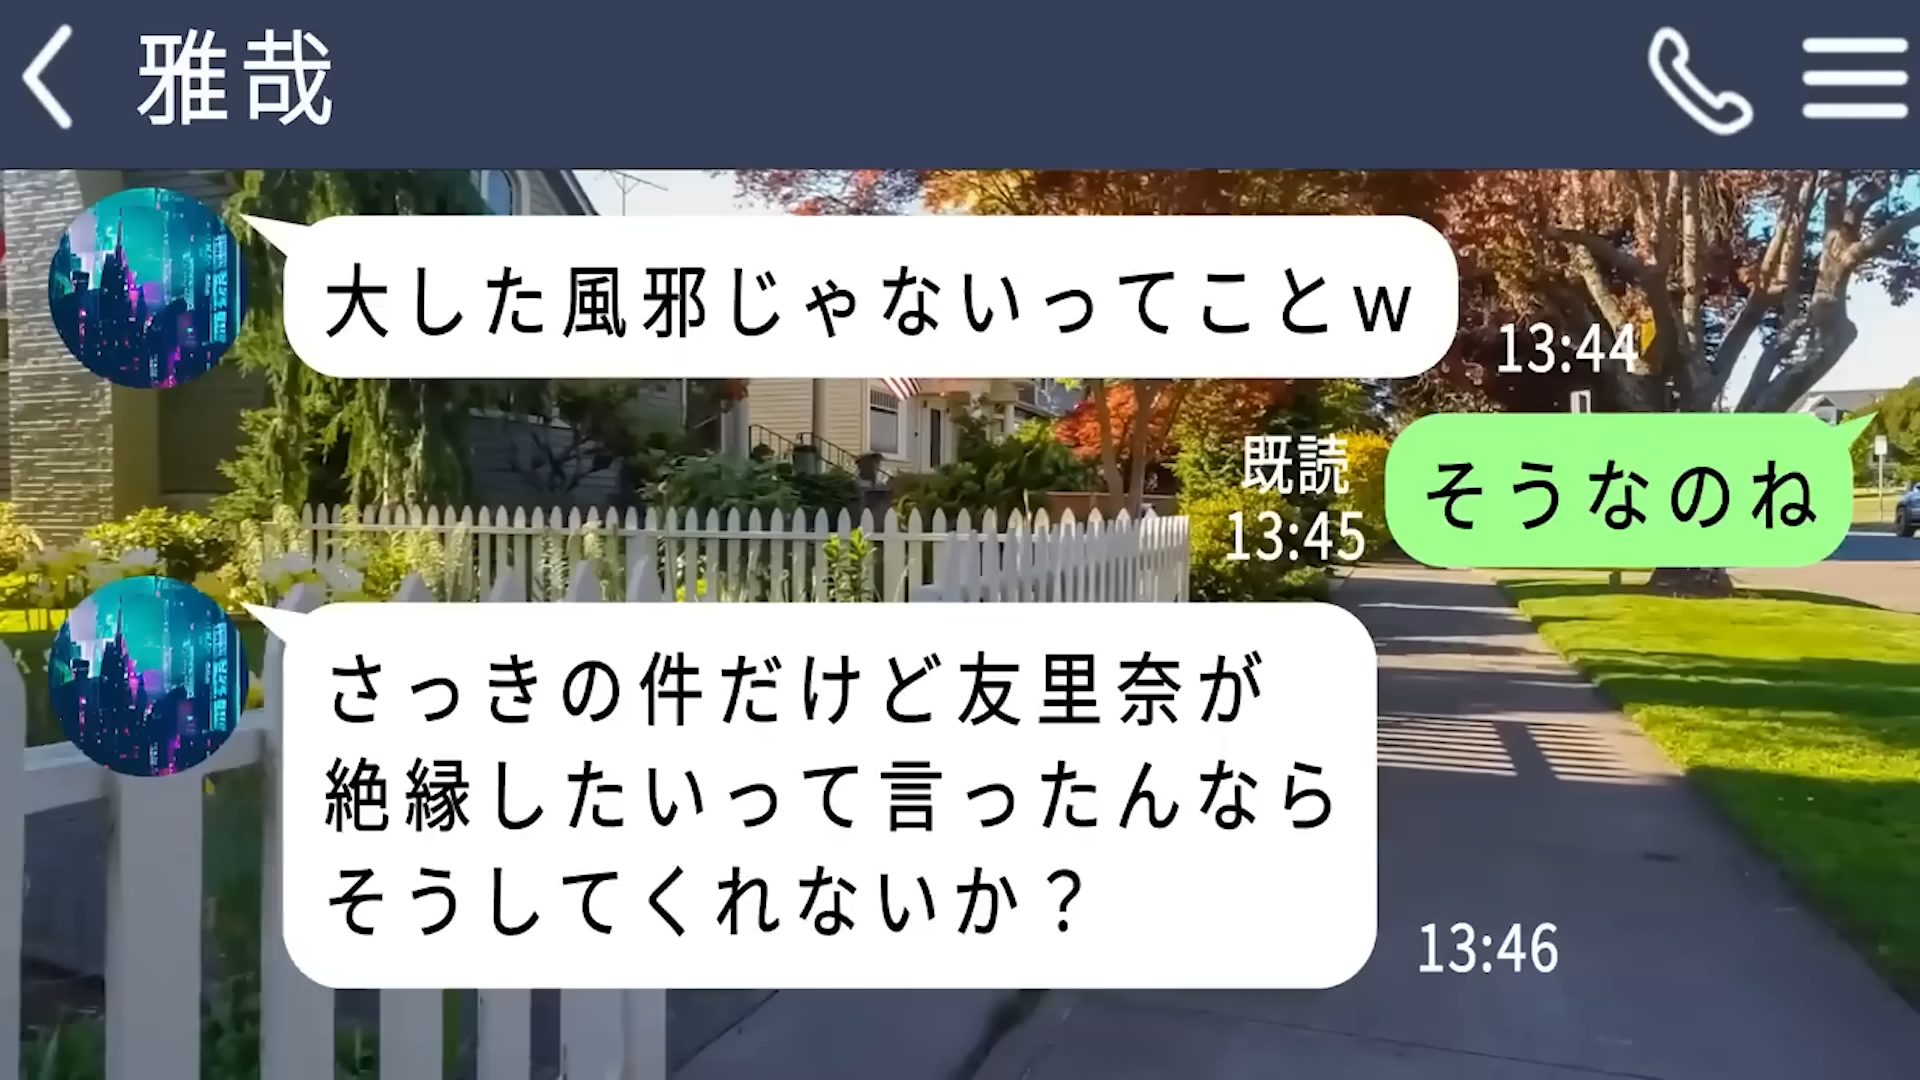 雅哉
大した風邪じゃないってことw
13:44
既読
13:45
そうなのね
さっきの件だけど友里奈が
絶縁したいって言ったんなら
そうしてくれないか？
13:46